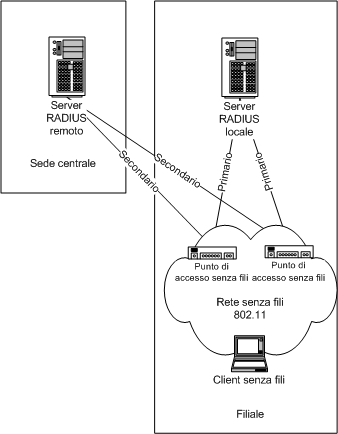 Server
RADIUS
remoto
Sede centrale
Server
RADIUS
locale
Secondario
Secondario
Primario
Primario
Punto di
accesso senza fili
Punto di
accesso senza fili
Rete senza fili
802.11
Client senza fili
Filiale